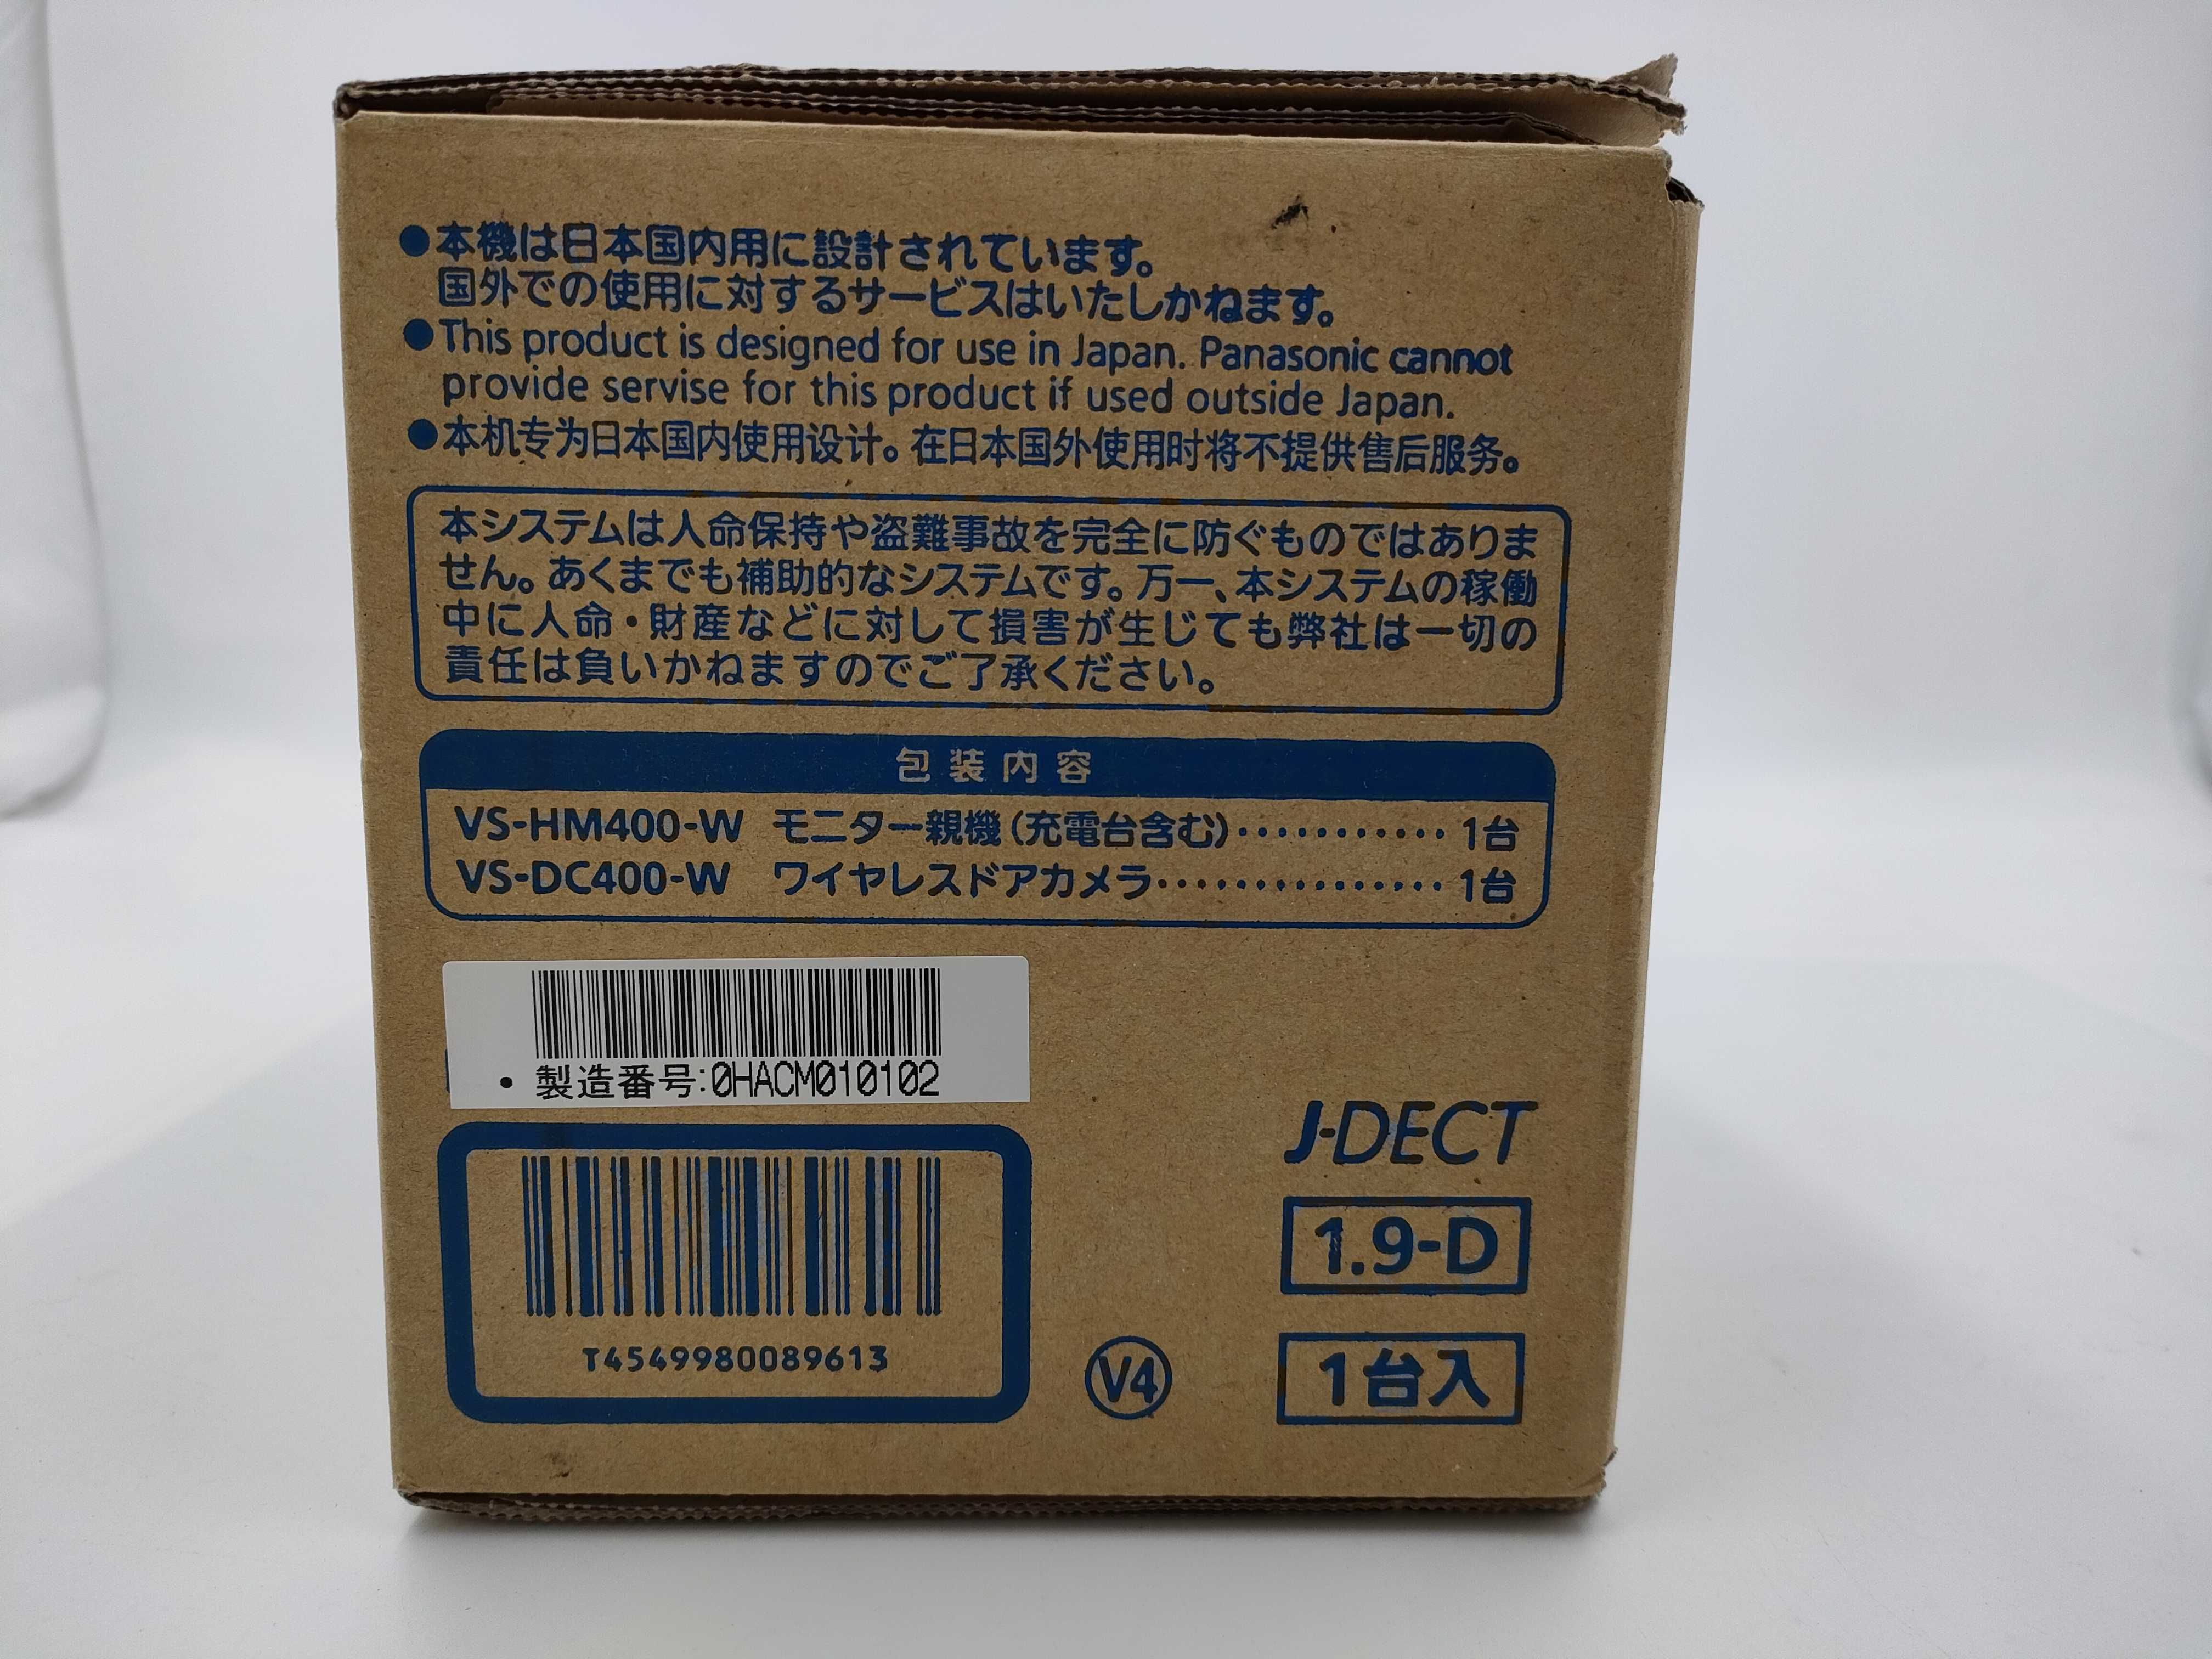 ●本機は日本国内用に設計されています。
国外での使用に対するサービスはいたしかねます。
●This product is designed for use in Japan. Panasonic cannot
provide servise for this product if used outside Japan.
●本机专为日本国内使用设计。在日本国外使用时将不提供售后服务。
本システムは人命保持や盗難事故を完全に防ぐものではありま
せん。あくまでも補助的なシステムです。万一、本システムの稼働
中に人命・財産などに対して損害が生じても弊社は一切の
責任は負いかねますのでご了承ください。
包装内容
VS-HM400-W モニター親機(充電台含む)‥‥‥‥‥‥1台
VS-DC400-W ワイヤレスドアカメラ‥‥‥‥‥‥‥‥1台
・製造番号:0HACM010102
J-DECT
1.9-D
T4549980089613
V4
1台入